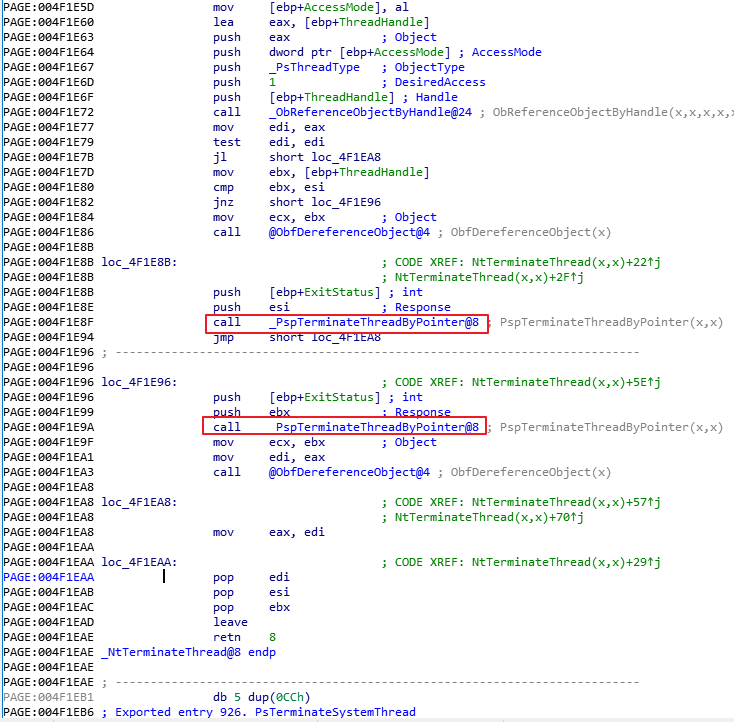 PAGE:004F1E5D mov [ebp+AccessMode], al
PAGE:004F1E60 lea eax, [ebp+ThreadHandle]
PAGE:004F1E63 push eax ; Object
PAGE:004F1E64 push dword ptr [ebp+AccessMode] ; AccessMode
PAGE:004F1E67 push _PsThreadType ; ObjectType
PAGE:004F1E6D push 1 ; DesiredAccess
PAGE:004F1E6F push [ebp+ThreadHandle] ; Handle
PAGE:004F1E72 call _ObReferenceObjectByHandle@24 ; ObReferenceObjectByHandle(x,x,x,x,x
PAGE:004F1E77 mov edi, eax
PAGE:004F1E79 test edi, edi
PAGE:004F1E7B jl short loc_4F1EA8
PAGE:004F1E7D mov ebx, [ebp+ThreadHandle]
PAGE:004F1E80 cmp ebx, esi
PAGE:004F1E82 jnz short loc_4F1E96
PAGE:004F1E84 mov ecx, ebx ; Object
PAGE:004F1E86 call @ObfDereferenceObject@4 ; ObfDereferenceObject(x)
PAGE:004F1E8B
PAGE:004F1E8B loc_4F1E8B: ; CODE XREF: NtTerminateThread(x,x)+22↑j
PAGE:004F1E8B ; NtTerminateThread(x,x)+2F↑j
PAGE:004F1E8B push [ebp+ExitStatus] ; int
PAGE:004F1E8E push esi ; Response
PAGE:004F1E8F call _PspTerminateThreadByPointer@8 ; PspTerminateThreadByPointer(x,x)
PAGE:004F1E94 jmp short loc_4F1EA8
PAGE:004F1E96 ; ---------------------------------------------------------------------------
PAGE:004F1E96
PAGE:004F1E96 loc_4F1E96: ; CODE XREF: NtTerminateThread(x,x)+5E↑j
PAGE:004F1E96 push [ebp+ExitStatus] ; int
PAGE:004F1E99 push ebx ; Response
PAGE:004F1E9A call _PspTerminateThreadByPointer@8 ; PspTerminateThreadByPointer(x,x)
PAGE:004F1E9F mov ecx, ebx ; Object
PAGE:004F1EA1 mov edi, eax
PAGE:004F1EA3 call @ObfDereferenceObject@4 ; ObfDereferenceObject(x)
PAGE:004F1EA8
PAGE:004F1EA8 loc_4F1EA8: ; CODE XREF: NtTerminateThread(x,x)+57↑j
PAGE:004F1EA8 ; NtTerminateThread(x,x)+70↑j
PAGE:004F1EA8 mov eax, edi
PAGE:004F1EAA
PAGE:004F1EAA loc_4F1EAA: ; CODE XREF: NtTerminateThread(x,x)+29↑j
PAGE:004F1EAA pop edi
PAGE:004F1EAB pop esi
PAGE:004F1EAC pop ebx
PAGE:004F1EAD leave
PAGE:004F1EAE retn 8
PAGE:004F1EAE _NtTerminateThread@8 endp
PAGE:004F1EAE
PAGE:004F1EAE ; ---------------------------------------------------------------------------
PAGE:004F1EB1 db 5 dup(0CCh)
PAGE:004F1EB6 ; Exported entry 926. PsTerminateSystemThread